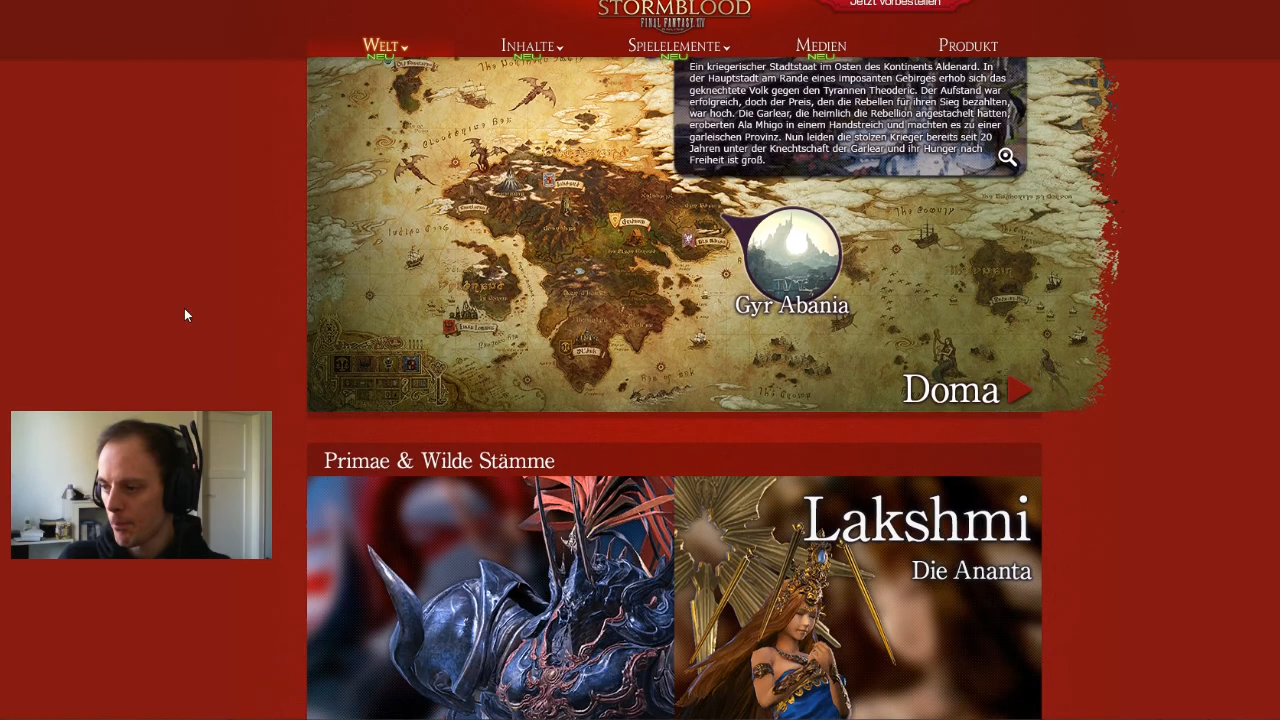 STORMBLOOD
FINAL FANTASY XIV
Jetzt vorbestellen
WELT INHALTE SPIELELEMENTE MEDIEN PRODUKT
NEU NEU NEU NEU
Ein kriegerischer Stadtstaat im Osten des Kontinents Aldenard. In
der Hauptstadt am Rande eines imposanten Gebirges erhob sich das
geknechtete Volk gegen den Tyrannen Theoderic. Der Aufstand war
erfolgreich, doch der Preis, den die Rebellen für ihren Sieg bezahlten,
war hoch. Die Garlear, die heimlich die Rebellion angestachelt hatten,
eroberten Ala Mhigo in einem Handstreich und machten es zu einer
garleischen Provinz. Nun leiden die stolzen Krieger bereits seit 20
Jahren unter der Knechtschaft der Garlear und ihr Hunger nach
Freiheit ist groß.
Gyr Abania
Doma
Primae & Wilde Stämme
Lakshmi
Die Ananta